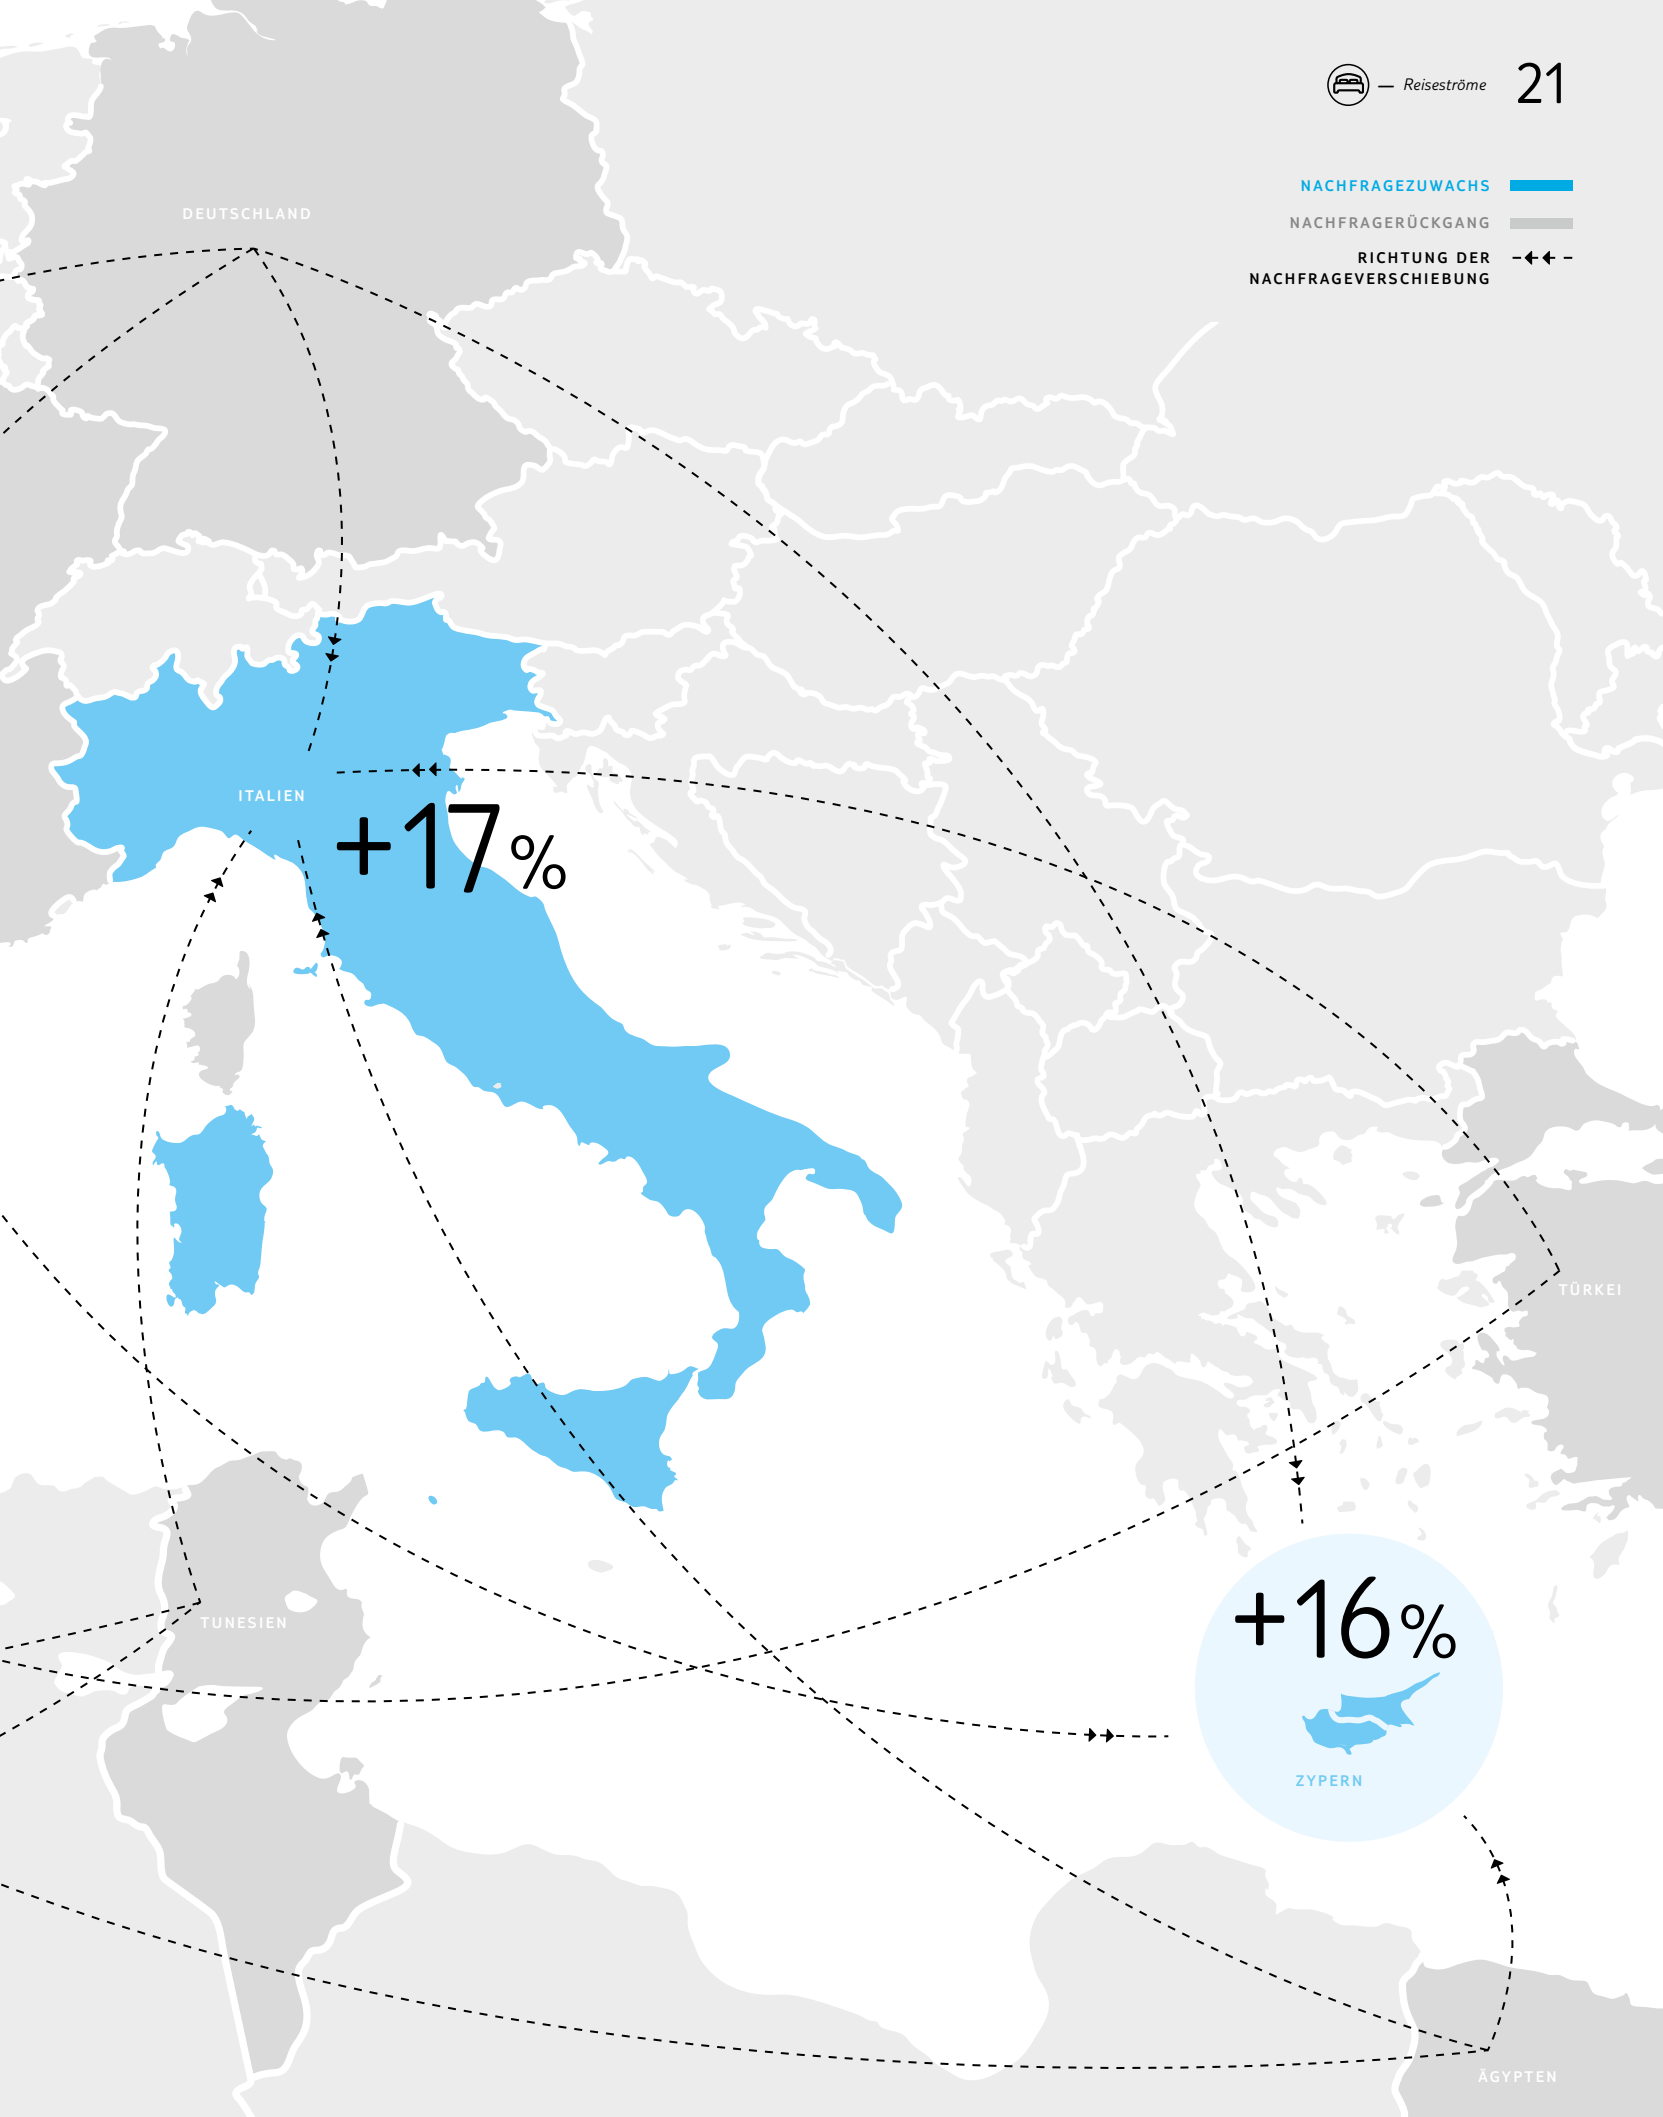 — Reiseströme 21
NACHFRAGEZUWACHS
NACHFRAGERÜCKGANG
RICHTUNG DER
NACHFRAGEVERSCHIEBUNG
DEUTSCHLAND
ITALIEN
+17%
TÜRKEI
TUNESIEN
+16%
ZYPERN
ÄGYPTEN